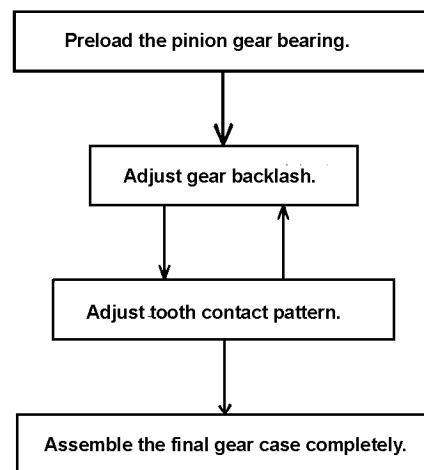 Preload the pinion gear bearing.
Adjust gear backlash.
Adjust tooth contact pattern.
Assemble the final gear case completely.